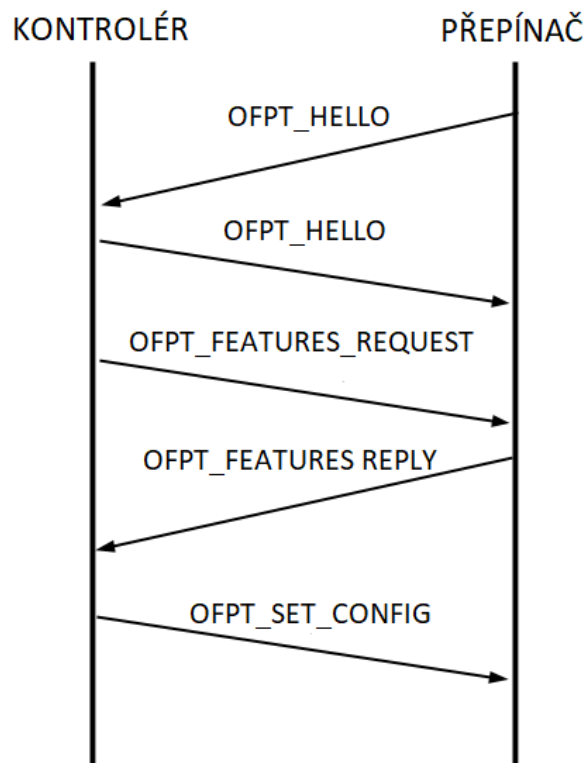 KONTROLÉR
PŘEPÍNAČ
OFPT_HELLO
OFPT_HELLO
OFPT_FEATURES_REQUEST
OFPT_FEATURES REPLY
OFPT_SET_CONFIG